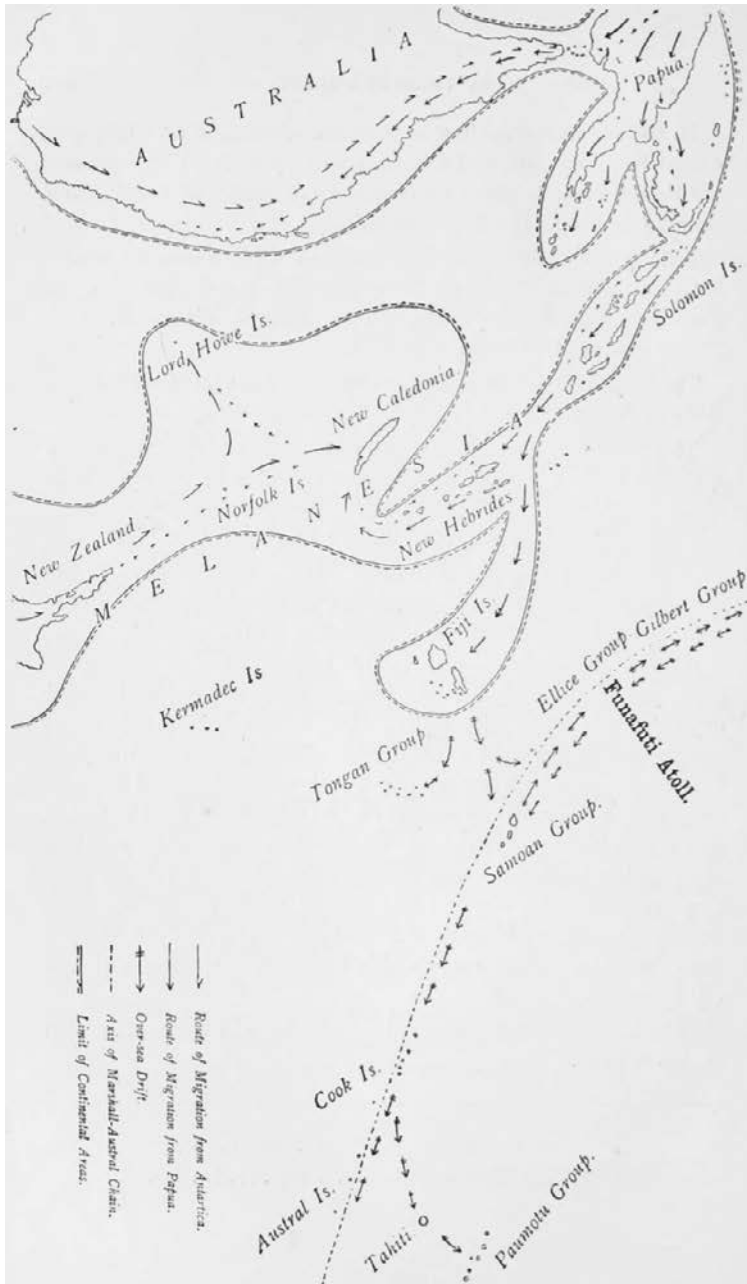 AUSTRALIA
Papua
Solomon Is.
Lord Howe Is.
New Caledonia
MELANESIA
Norfolk Is
New Hebrides
New Zealand
Fiji Is.
Kermadec Is
Gilbert Group
Ellice Group
Funafuti Atoll.
Tongan Group
Samoan Group.
Cook Is.
Austral Is.
Tahiti
Paumotu Group.
Route of Migration from Antartica.
Route of Migration from Papua.
Over-sea Drift.
Axis of Marshall-Austral Chain.
Limit of Continental Areas.